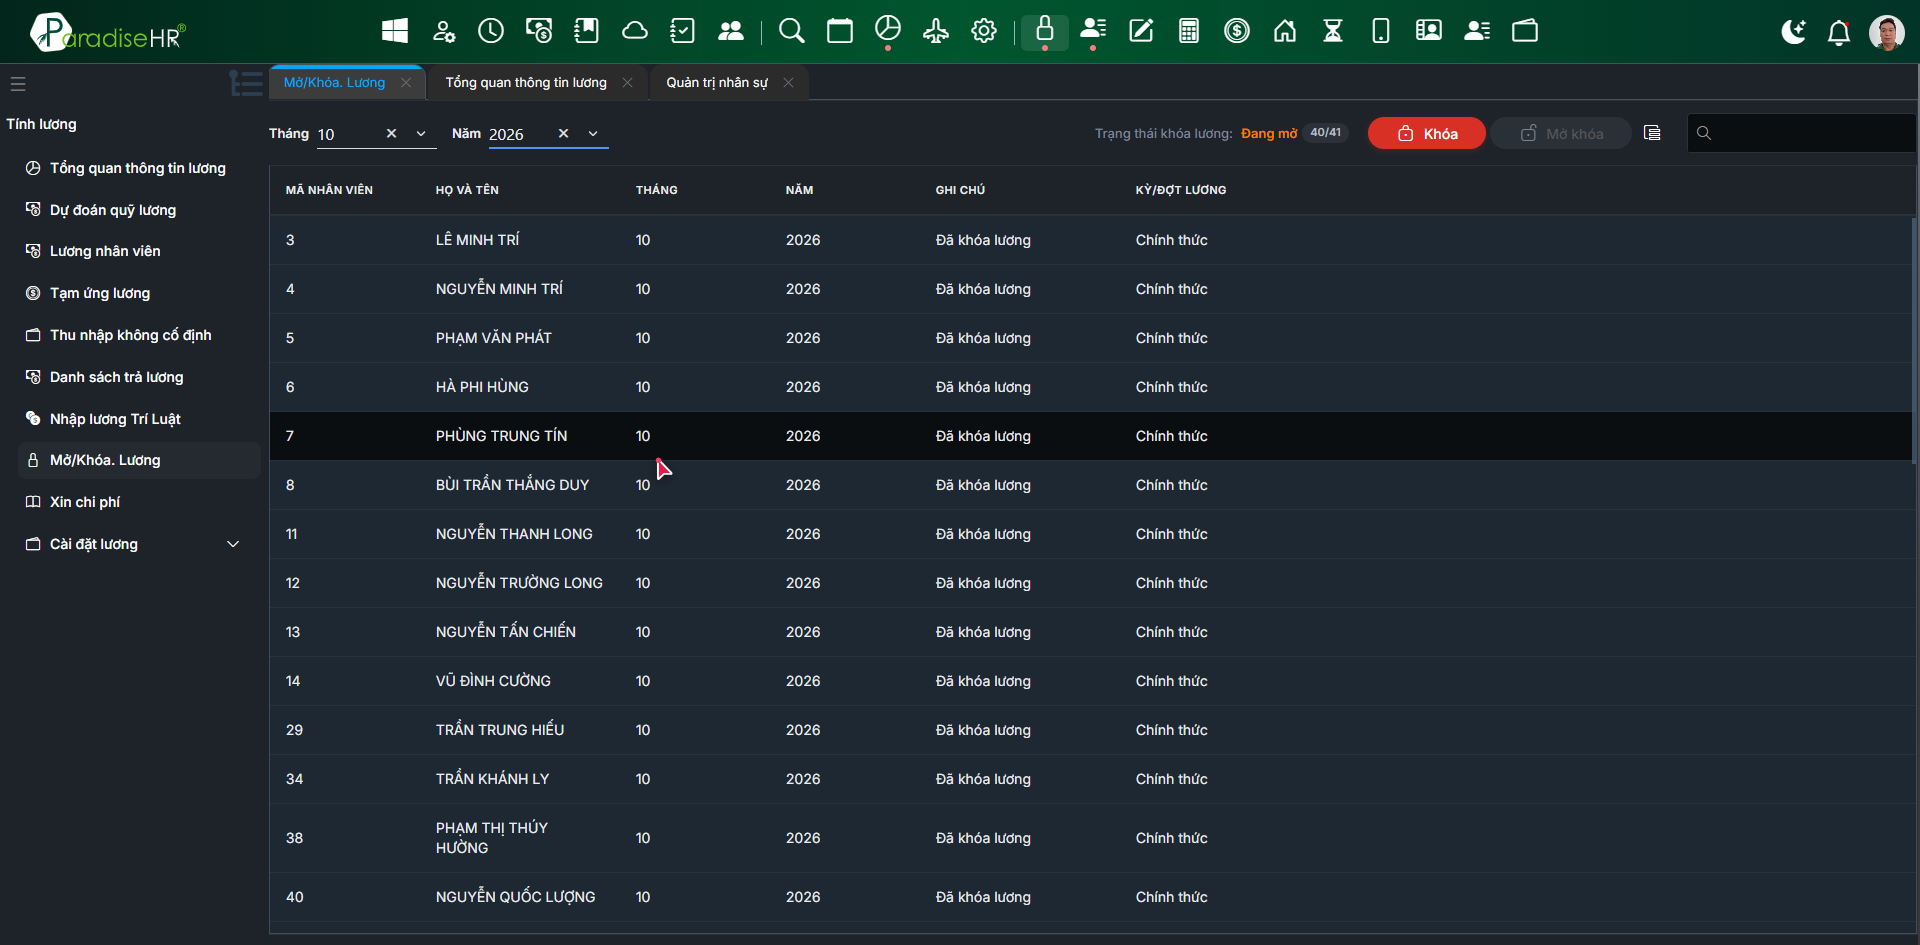 ParadiseHR®
Mở/Khóa. Lương
Tổng quan thông tin lương
Quản trị nhân sự
Tính lương
Tổng quan thông tin lương
Dự đoán quỹ lương
Lương nhân viên
Tạm ứng lương
Thu nhập không cố định
Danh sách trả lương
Nhập lương Trí Luật
Mở/Khóa. Lương
Xin chi phí
Cài đặt lương
Tháng 10 Năm 2026 Trạng thái khóa lương: Đang mở 40/41 Khóa Mở khóa
MÃ NHÂN VIÊN HỌ VÀ TÊN THÁNG NĂM GHI CHÚ KỲ/ĐỢT LƯƠNG
3 LÊ MINH TRÍ 10 2026 Đã khóa lương Chính thức
4 NGUYỄN MINH TRÍ 10 2026 Đã khóa lương Chính thức
5 PHẠM VĂN PHÁT 10 2026 Đã khóa lương Chính thức
6 HÀ PHI HÙNG 10 2026 Đã khóa lương Chính thức
7 PHÙNG TRUNG TÍN 10 2026 Đã khóa lương Chính thức
8 BÙI TRẦN THẮNG DUY 10 2026 Đã khóa lương Chính thức
11 NGUYỄN THANH LONG 10 2026 Đã khóa lương Chính thức
12 NGUYỄN TRƯỜNG LONG 10 2026 Đã khóa lương Chính thức
13 NGUYỄN TẤN CHIẾN 10 2026 Đã khóa lương Chính thức
14 VŨ ĐÌNH CƯỜNG 10 2026 Đã khóa lương Chính thức
29 TRẦN TRUNG HIẾU 10 2026 Đã khóa lương Chính thức
34 TRẦN KHÁNH LY 10 2026 Đã khóa lương Chính thức
38 PHẠM THỊ THÚY HƯỜNG 10 2026 Đã khóa lương Chính thức
40 NGUYỄN QUỐC LƯỢNG 10 2026 Đã khóa lương Chính thức